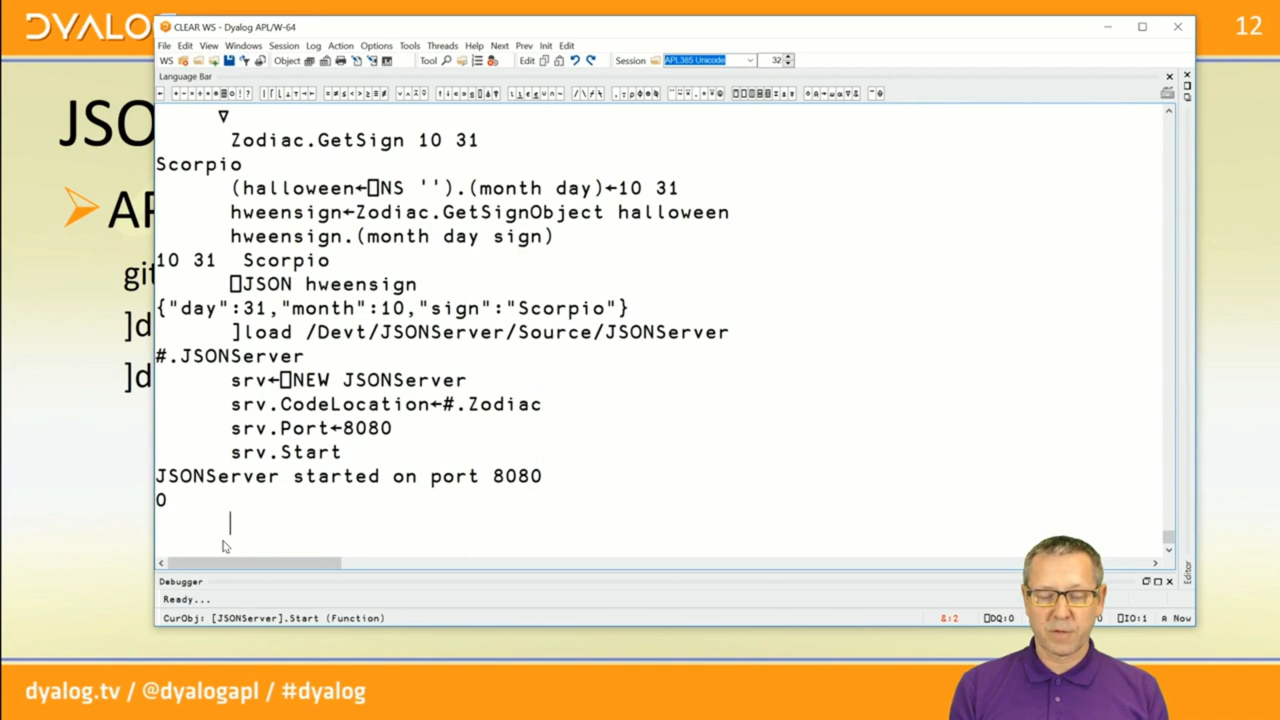 DYALOG
12
CLEAR WS - Dyalog APL/W-64
File Edit View Windows Session Log Action Options Tools Threads Help Next Prev Init Edit
WS Object Tool Edit Session APL385 Unicode 32
Language Bar
JSO
AP
git
]d
]d
∇
Zodiac.GetSign 10 31
Scorpio
(halloween←⎕NS '').(month day)←10 31
hweensign←Zodiac.GetSignObject halloween
hweensign.(month day sign)
10 31  Scorpio
⎕JSON hweensign
{"day":31,"month":10,"sign":"Scorpio"}
]load /Devt/JSONServer/Source/JSONServer
#.JSONServer
srv←⎕NEW JSONServer
srv.CodeLocation←#.Zodiac
srv.Port←8080
srv.Start
JSONServer started on port 8080
0
Editor
Debugger
Ready...
CurObj: [JSONServer].Start (Function) &:2 ⎕DQ:0 ⎕IO:1 A Now
dyalog.tv / @dyalogapl / #dyalog